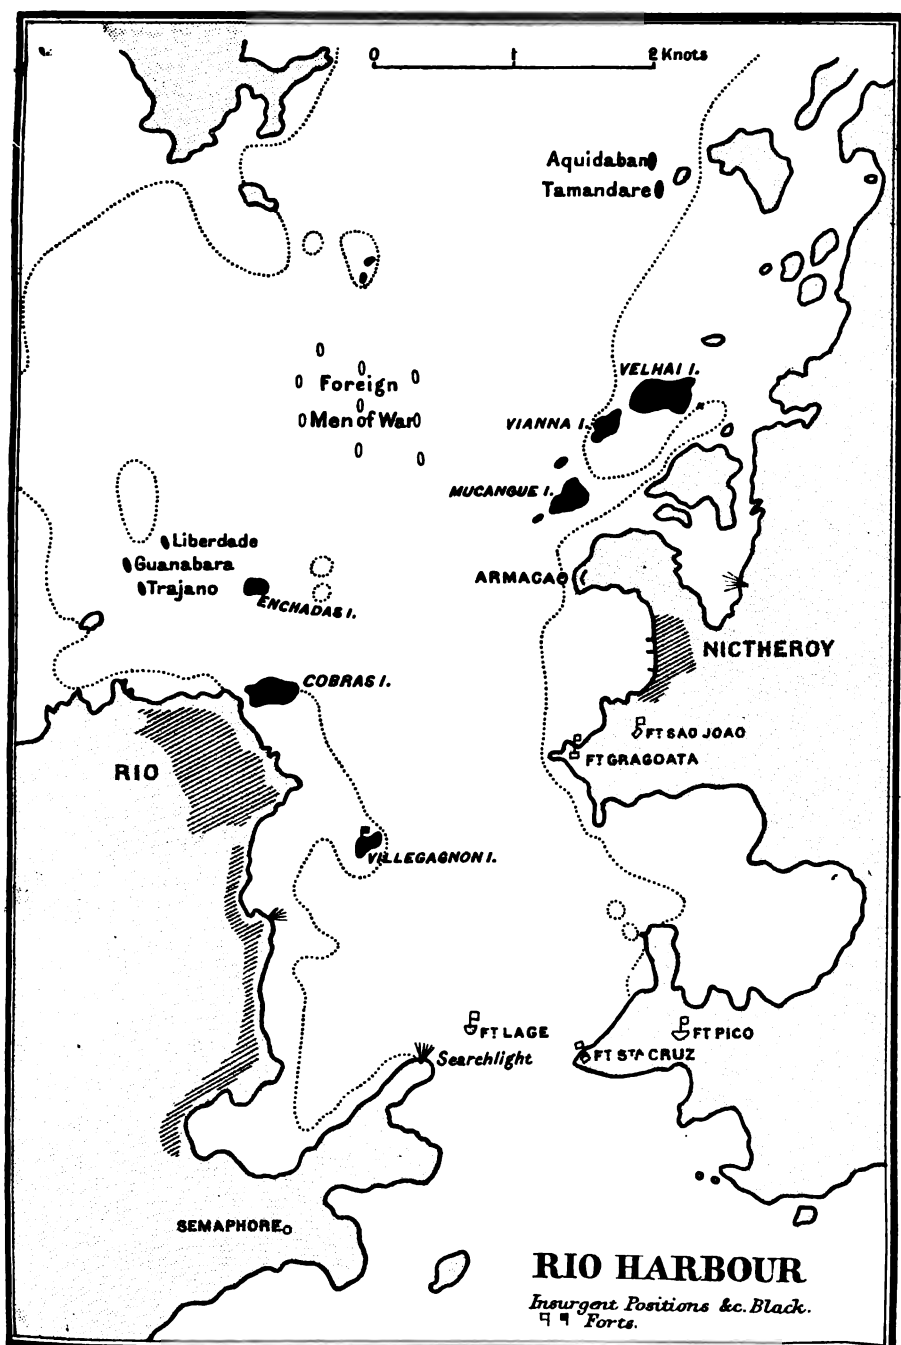 0 1 2 Knots
Aquidaban
Tamandare
VELHAI I.
Foreign
Men of War
VIANNA I.
MUCANGUE I.
Liberdade
Guanabara
Trajano
ENCHADAS I.
ARMACAO
NICTHEROY
COBRAS I.
FT SAO JOAO
FT GRAGOATA
RIO
VILLEGAGNON I.
FT LAGE
FT PICO
Searchlight
FT STA CRUZ
SEMAPHORE
RIO HARBOUR
Insurgent Positions &c. Black.
Forts.